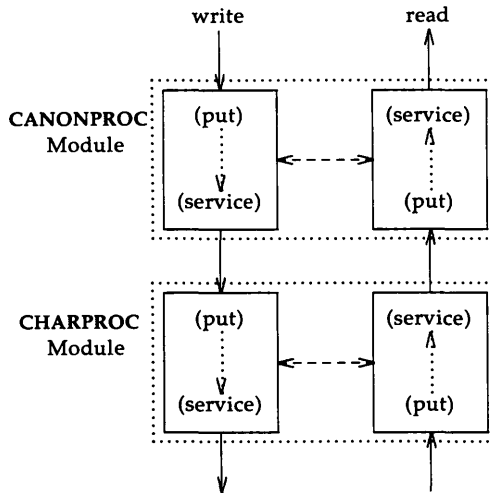 write read
CANONPROC
Module
(put) (service)
(service) (put)
CHARPROC
Module
(put) (service)
(service) (put)